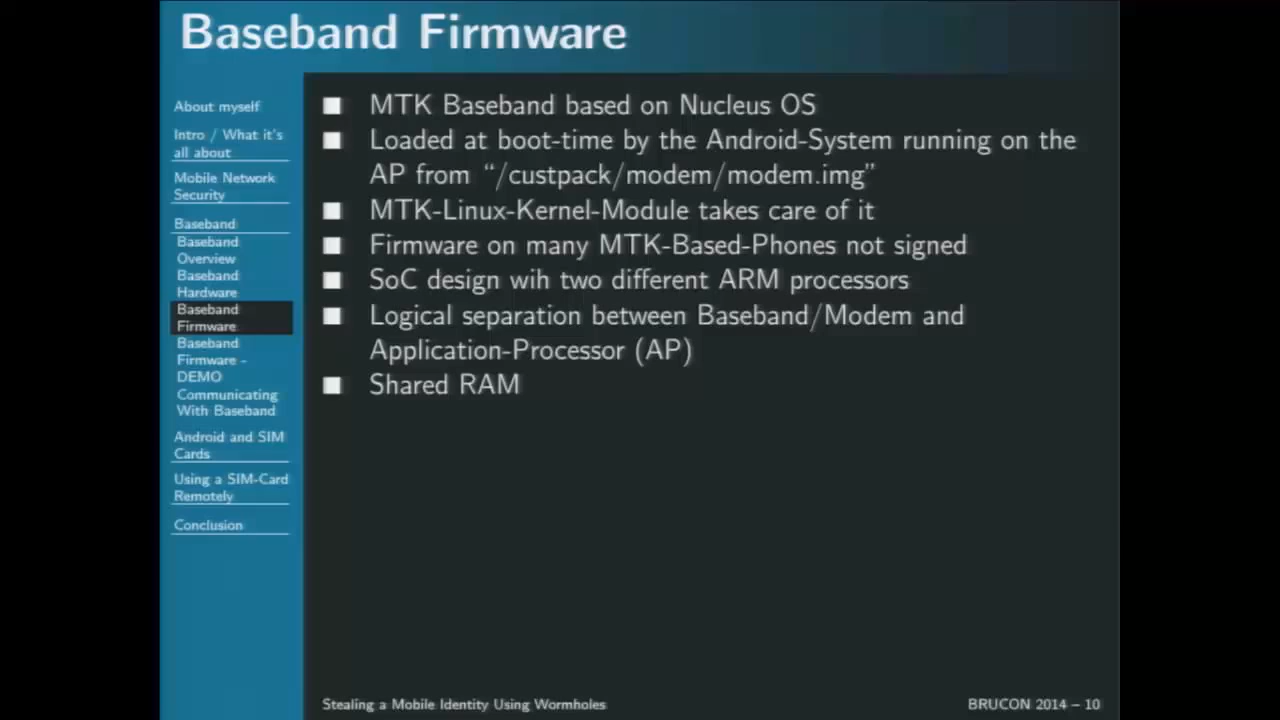 Baseband Firmware
About myself
Intro / What it's
all about
Mobile Network
Security
Baseband
Baseband
Overview
Baseband
Hardware
Baseband
Firmware
Baseband
Firmware -
DEMO
Communicating
With Baseband
Android and SIM
Cards
Using a SIM-Card
Remotely
Conclusion
MTK Baseband based on Nucleus OS
Loaded at boot-time by the Android-System running on the
AP from “/custpack/modem/modem.img”
MTK-Linux-Kernel-Module takes care of it
Firmware on many MTK-Based-Phones not signed
SoC design wih two different ARM processors
Logical separation between Baseband/Modem and
Application-Processor (AP)
Shared RAM
Stealing a Mobile Identity Using Wormholes
BRUCON 2014 – 10